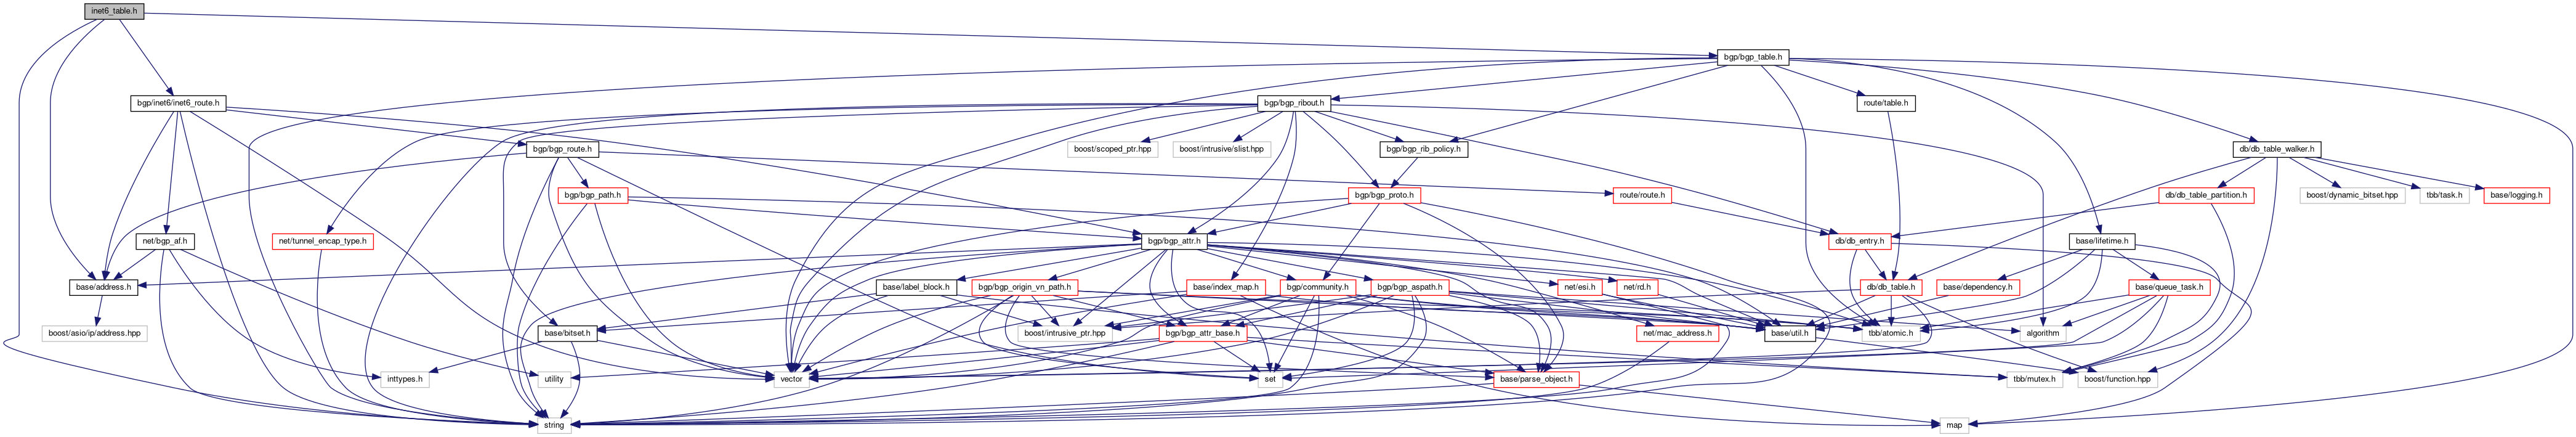 inet6_table.h
bgp/bgp_table.h
bgp/inet6/inet6_route.h
bgp/bgp_ribout.h
route/table.h
bgp/bgp_route.h
boost/scoped_ptr.hpp
boost/intrusive/slist.hpp
bgp/bgp_rib_policy.h
db/db_table_walker.h
bgp/bgp_path.h
bgp/bgp_proto.h
route/route.h
db/db_table_partition.h
boost/dynamic_bitset.hpp
tbb/task.h
base/logging.h
net/bgp_af.h
net/tunnel_encap_type.h
bgp/bgp_attr.h
db/db_entry.h
base/lifetime.h
base/address.h
base/label_block.h
bgp/bgp_origin_vn_path.h
base/index_map.h
bgp/community.h
bgp/bgp_aspath.h
net/esi.h
net/rd.h
db/db_table.h
base/dependency.h
base/queue_task.h
boost/asio/ip/address.hpp
base/bitset.h
boost/intrusive_ptr.hpp
bgp/bgp_attr_base.h
net/mac_address.h
base/util.h
tbb/atomic.h
algorithm
inttypes.h
utility
vector
set
base/parse_object.h
tbb/mutex.h
boost/function.hpp
string
map